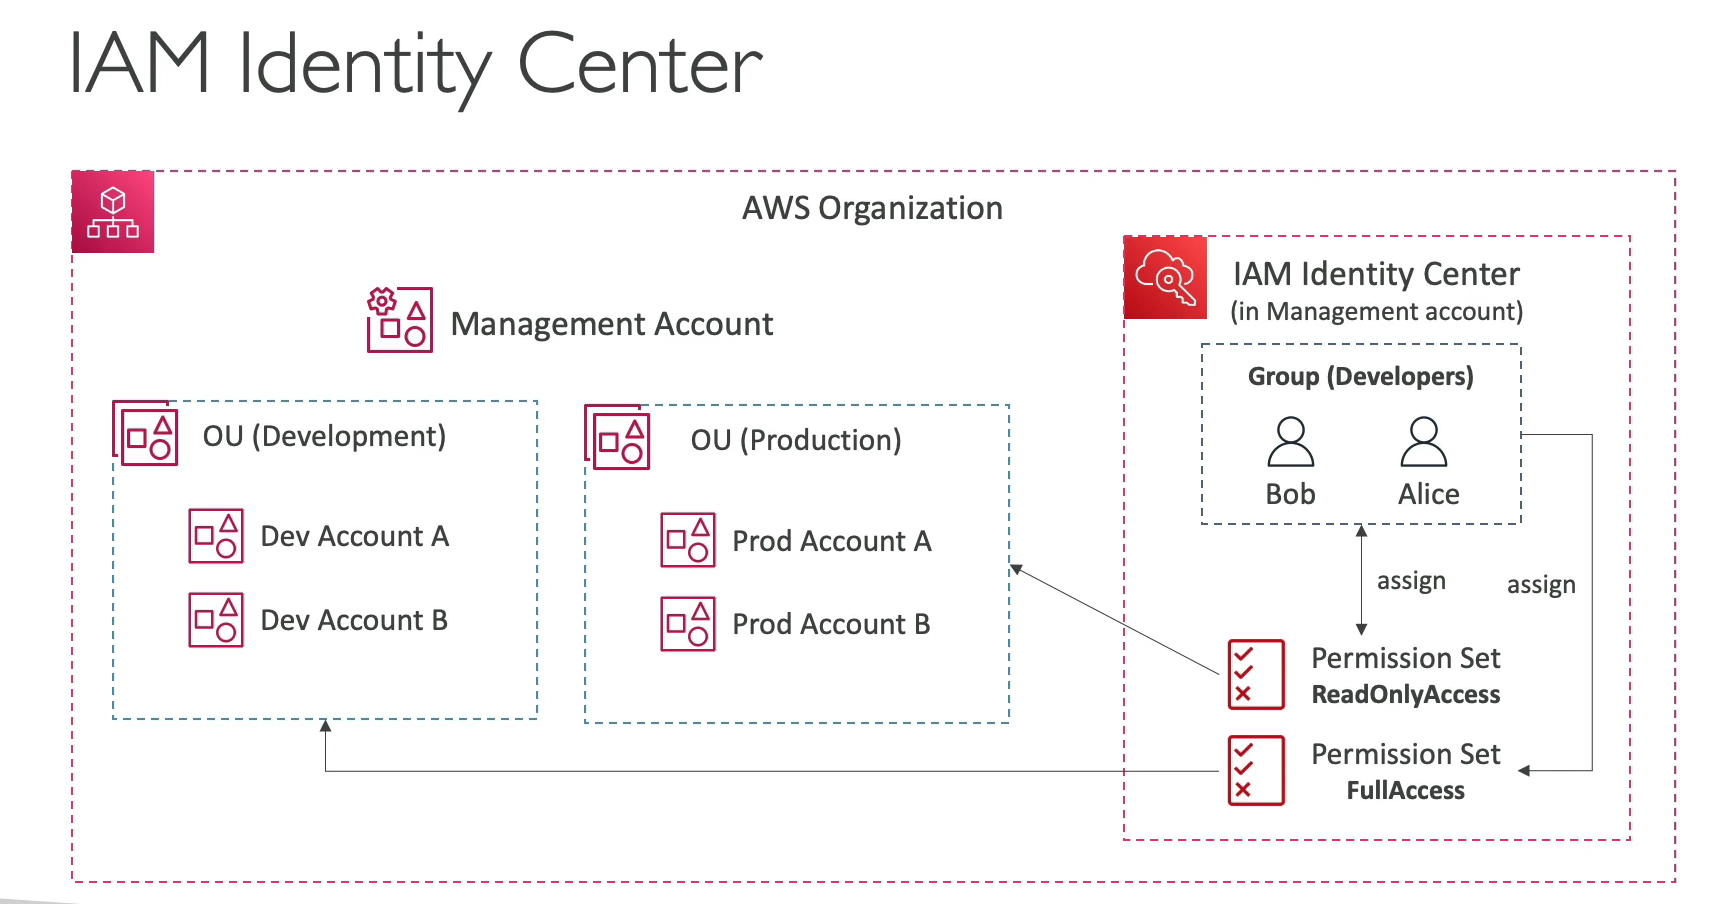 IAM Identity Center
AWS Organization
Management Account
OU (Development)
Dev Account A
Dev Account B
OU (Production)
Prod Account A
Prod Account B
IAM Identity Center
(in Management account)
Group (Developers)
Bob
Alice
assign
assign
Permission Set
ReadOnlyAccess
Permission Set
FullAccess